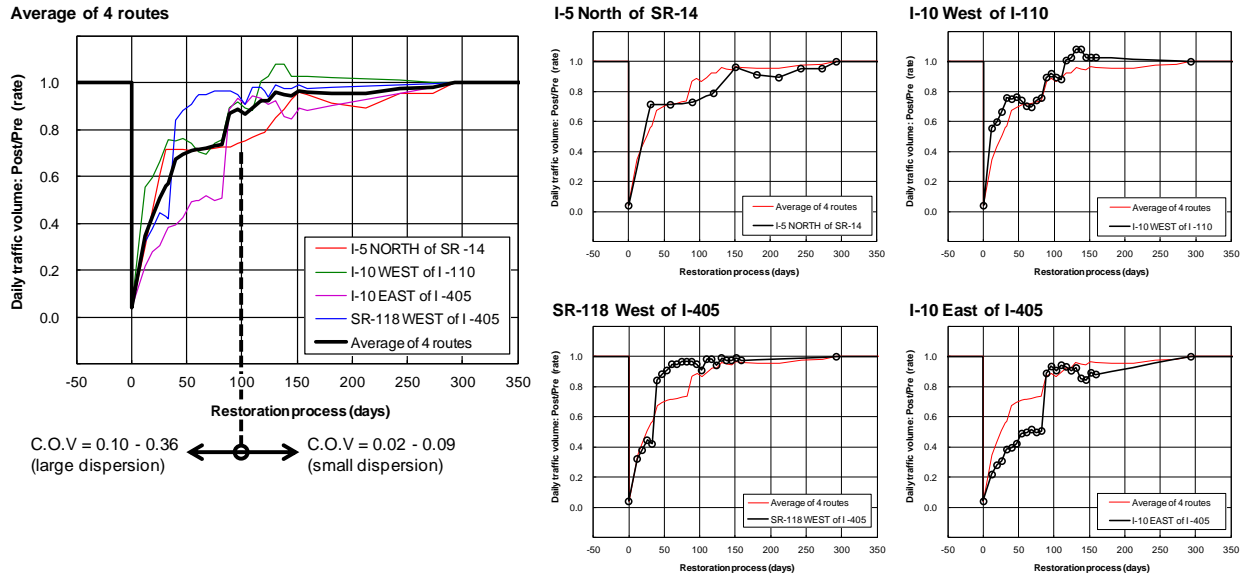 Average of 4 routes
Daily traffic volume: Post/Pre (rate)
1.0
0.8
0.6
0.4
1.2
0.0
I-5 NORTH of SR -14
I-10 WEST of I -110
I-10 EAST of I -405
SR-118 WEST of I -405
Average of 4 routes
-50 0 50 100 150 200 250 300 350
Restoration process (days)
C.O.V = 0.10 - 0.36
(large dispersion)
C.O.V = 0.02 - 0.09
(small dispersion)
I-5 North of SR-14
Daily traffic volume: Post/Pre (rate)
1.0
0.8
0.6
0.4
1.2
0.0
Average of 4 routes
I-5 NORTH of SR -14
-50 0 50 100 150 200 250 300 350
Restoration process (days)
I-10 West of I-110
Daily traffic volume: Post/Pre (rate)
1.0
0.8
0.6
0.4
1.2
0.0
Average of 4 routes
I-10 WEST of I -110
-50 0 50 100 150 200 250 300 350
Restoration process (days)
SR-118 West of I-405
Daily traffic volume: Post/Pre (rate)
1.0
0.8
0.6
0.4
1.2
0.0
Average of 4 routes
SR-118 WEST of I -405
-50 0 50 100 150 200 250 300 350
Restoration process (days)
I-10 East of I-405
Daily traffic volume: Post/Pre (rate)
1.0
0.8
0.6
0.4
1.2
0.0
Average of 4 routes
I-10 EAST of I -405
-50 0 50 100 150 200 250 300 350
Restoration process (days)